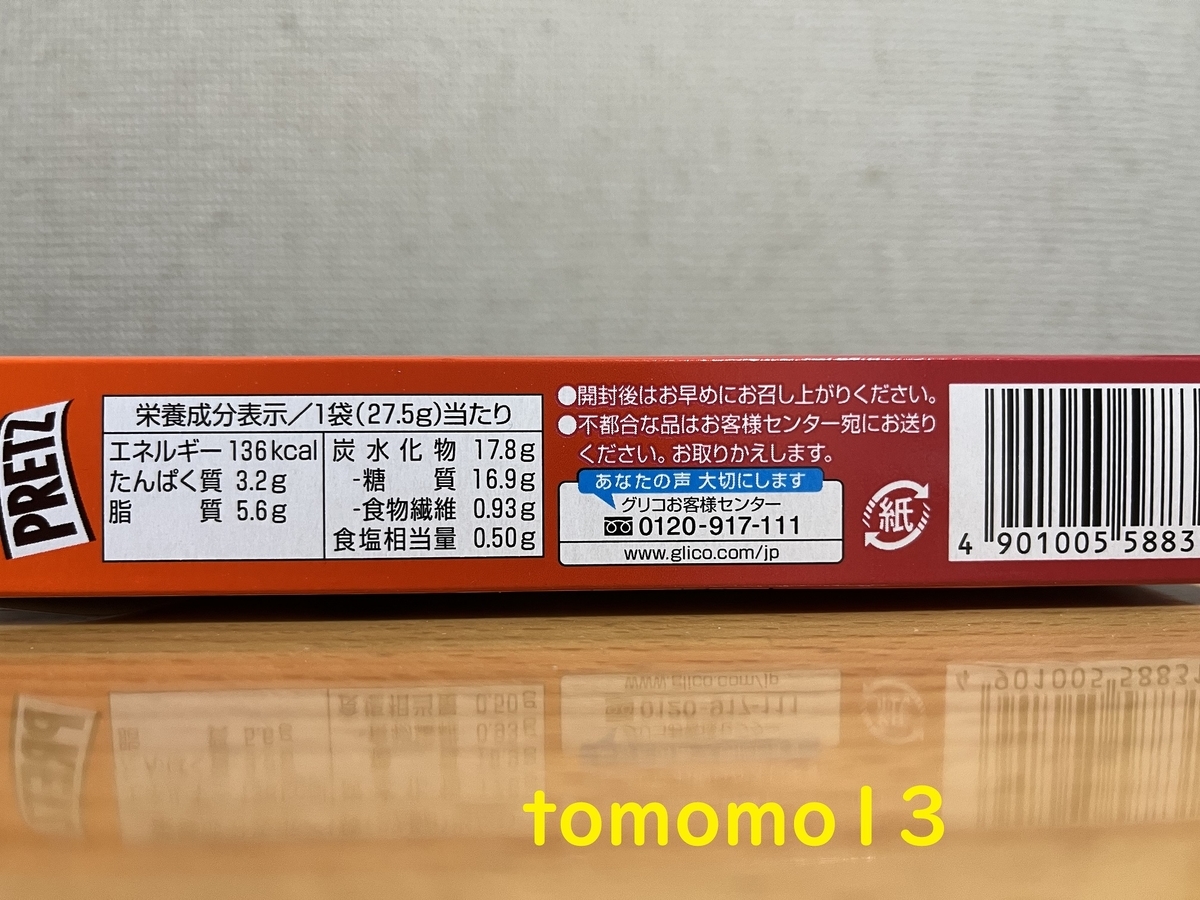 PRETZ
栄養成分表示／1袋(27.5g)当たり
エネルギー 136kcal
たんぱく質 3.2g
脂質 5.6g
炭水化物 17.8g
-糖質 16.9g
-食物繊維 0.93g
食塩相当量 0.50g
●開封後はお早めにお召し上がりください。
●不都合な品はお客様センター宛にお送り
ください。お取りかえします。
あなたの声 大切にします
グリコお客様センター
0120-917-111
www.glico.com/jp
紙
4 901005 5883
tomomo13